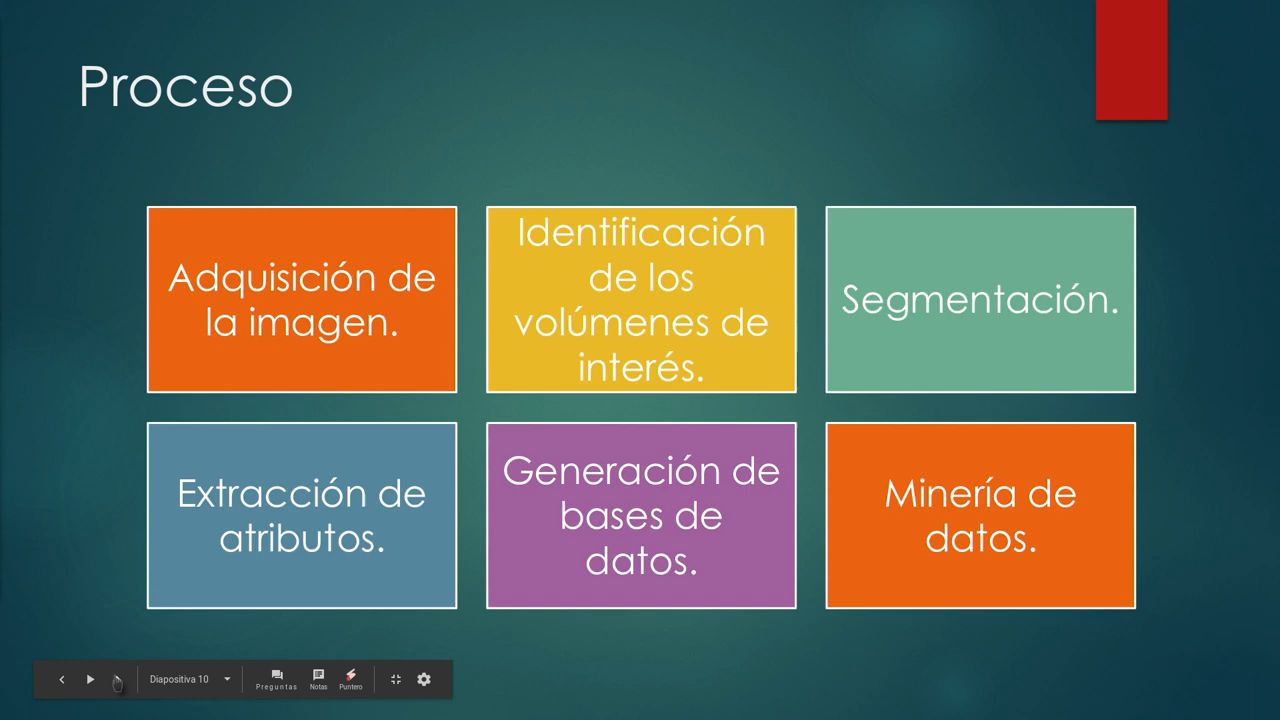 Proceso
Adquisición de
la imagen.
Identificación
de los
volúmenes de
interés.
Segmentación.
Extracción de
atributos.
Generación de
bases de
datos.
Minería de
datos.
Diapositiva 10
Preguntas
Notas
Puntero